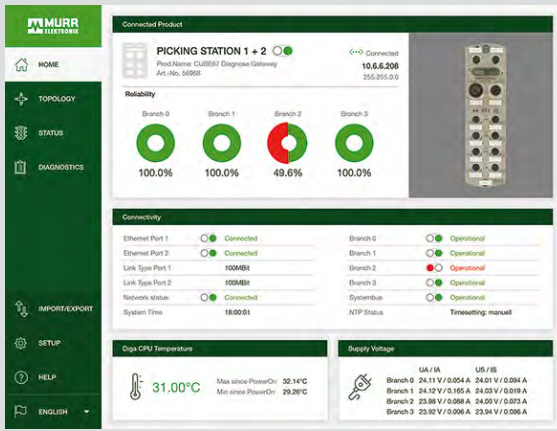 MURR
ELEKTRONIK
HOME
TOPOLOGY
STATUS
DIAGNOSTICS
IMPORT/EXPORT
SETUP
HELP
ENGLISH
Connected Product
PICKING STATION 1 + 2
Prod.Name: CUBE67 Diagnose Gateway
Art.-No. 56968
Connected
10.6.6.208
255.255.0.0
Reliability
Branch 0 Branch 1 Branch 2 Branch 3
100.0% 100.0% 49.6% 100.0%
Connectivity
Ethernet Port 1 Connected Branch 0 Operational
Ethernet Port 2 Connected Branch 1 Operational
Link Type Port 1 100MBit Branch 2 Operational
Link Type Port 2 100MBit Branch 3 Operational
Network status Connected Systembus Operational
System Time 18:00:01 NTP Status Timesetting: manuell
Diga CPU Temperature
31.00°C
Max since PowerOn 32.14°C
Min since PowerOn 29.26°C
Supply Voltage
UA / IA US / IS
Branch 0 24.11 V / 0.054 A 24.01 V / 0.094 A
Branch 1 24.12 V / 0.165 A 24.03 V / 0.019 A
Branch 2 23.98 V / 0.088 A 24.00 V / 0.073 A
Branch 3 23.92 V / 0.096 A 23.94 V / 0.086 A